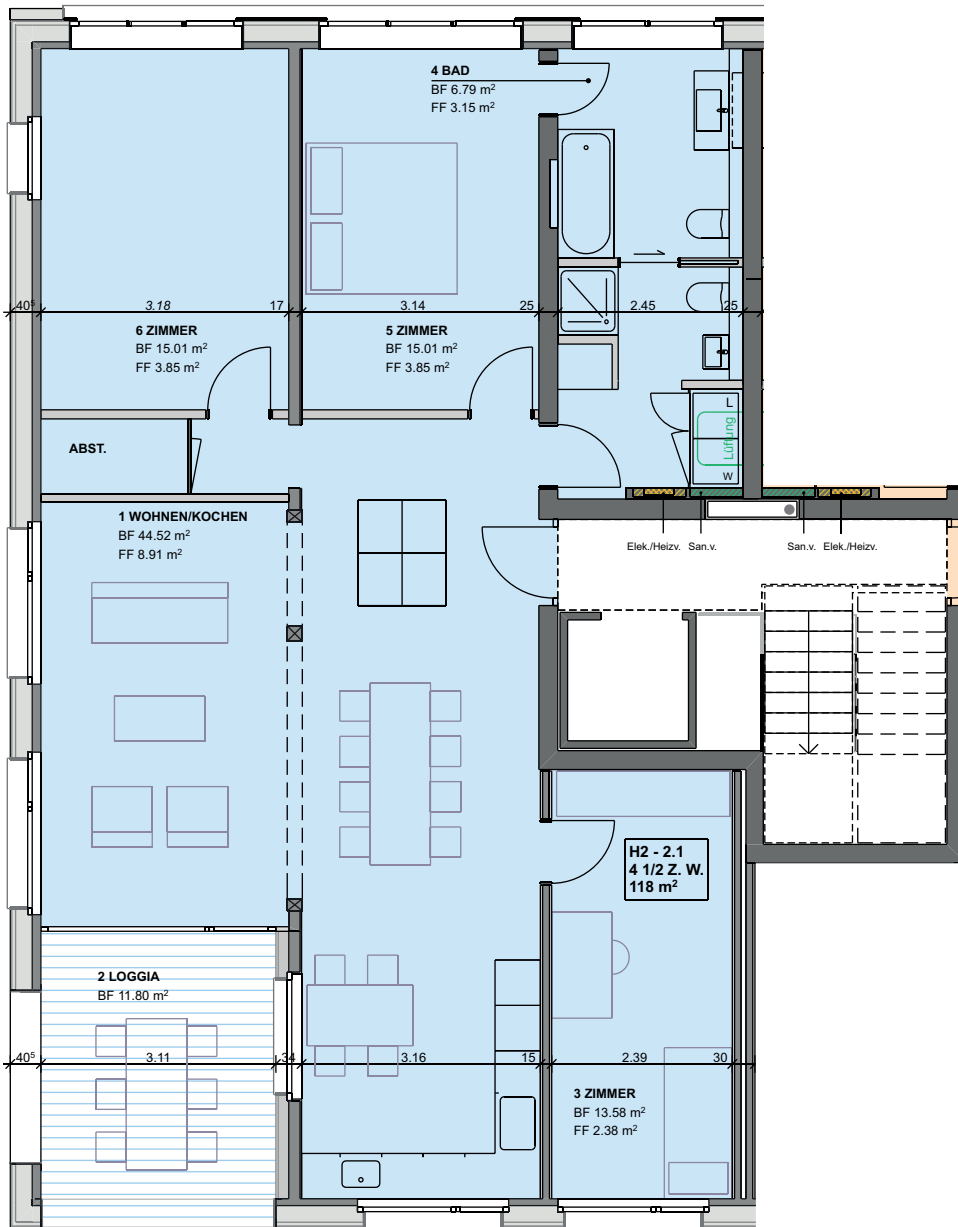 4 BAD
BF 6.79 m²
FF 3.15 m²
40⁵
3.18
17
3.14
25
2.45
25
6 ZIMMER
BF 15.01 m²
FF 3.85 m²
5 ZIMMER
BF 15.01 m²
FF 3.85 m²
L
Lüftung
W
ABST.
1 WOHNEN/KOCHEN
BF 44.52 m²
FF 8.91 m²
Elek./Heizv. San.v. San.v. Elek./Heizv.
H2 - 2.1
4 1/2 Z. W.
118 m²
2 LOGGIA
BF 11.80 m²
40⁵
3.11
34
3.16
15
2.39
30
3 ZIMMER
BF 13.58 m²
FF 2.38 m²